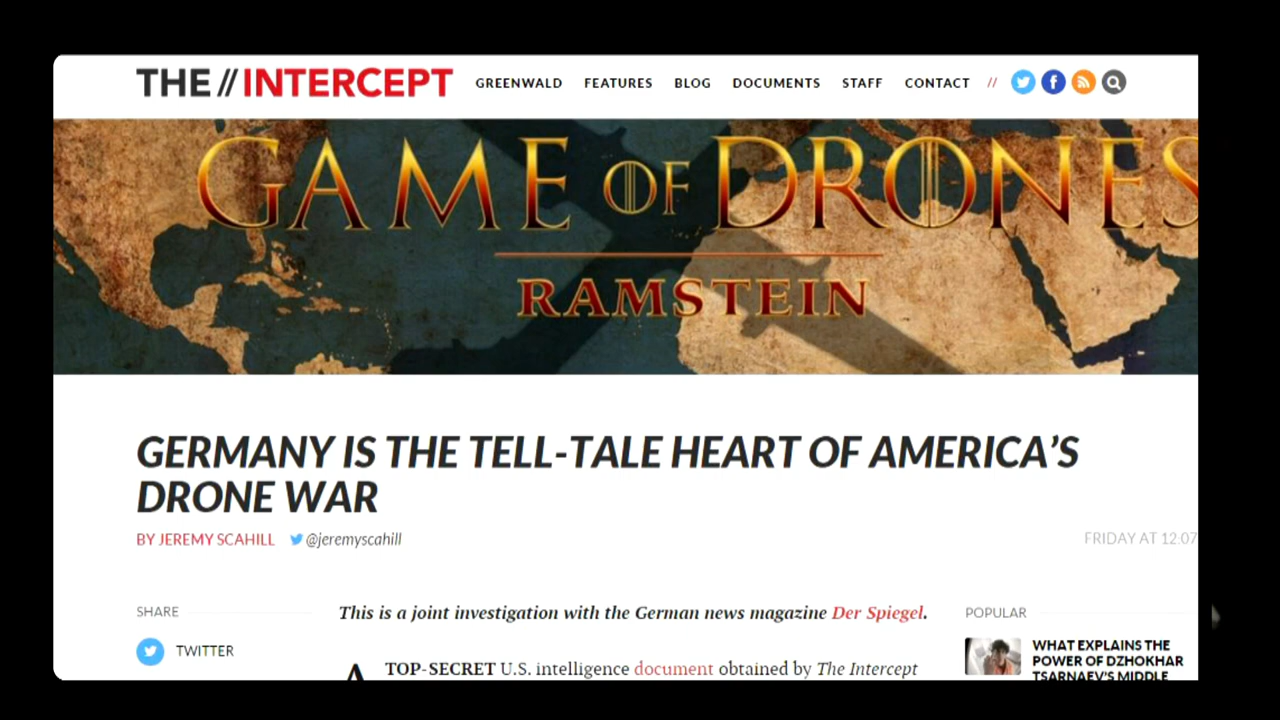 THE // INTERCEPT GREENWALD FEATURES BLOG DOCUMENTS STAFF CONTACT //
GAME OF DRONES
RAMSTEIN
GERMANY IS THE TELL-TALE HEART OF AMERICA'S
DRONE WAR
BY JEREMY SCAHILL @jeremyscahill FRIDAY AT 12:07
SHARE
This is a joint investigation with the German news magazine Der Spiegel.
POPULAR
TWITTER
A TOP-SECRET U.S. intelligence document obtained by The Intercept
WHAT EXPLAINS THE
POWER OF DZHOKHAR
TSARNAEV'S MIDDLE